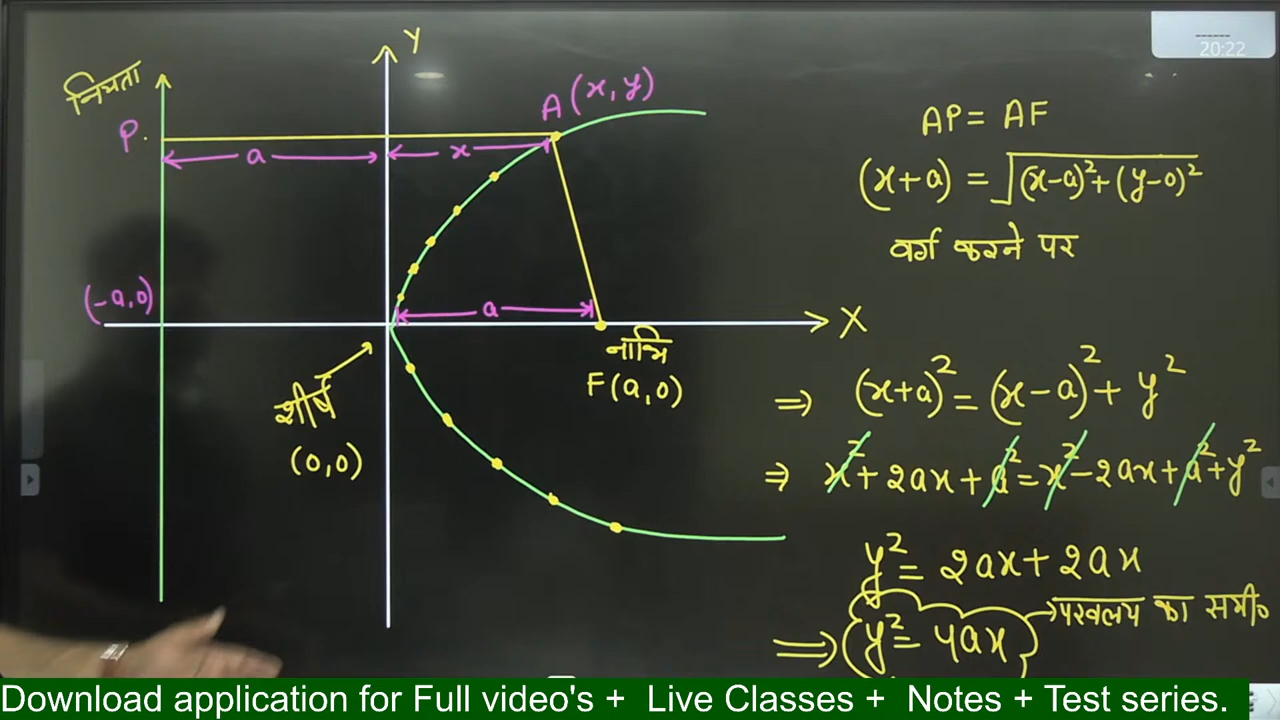 20:22
Y
नियता
A(x, y)
P.
a
x
AP = AF
(x+a) = √(x-a)²+(y-0)²
वर्ग करने पर
(-a,0)
a
X
नाभि
F(a,0)
शीर्ष
(0,0)
⇒ (x+a)² = (x-a)² + y²
⇒ x² + 2ax + a² = x² - 2ax + a² + y²
y² = 2ax + 2ax
⇒ (y² = 4ax) → परवलय का समी०
Download application for Full video's + Live Classes + Notes + Test series.